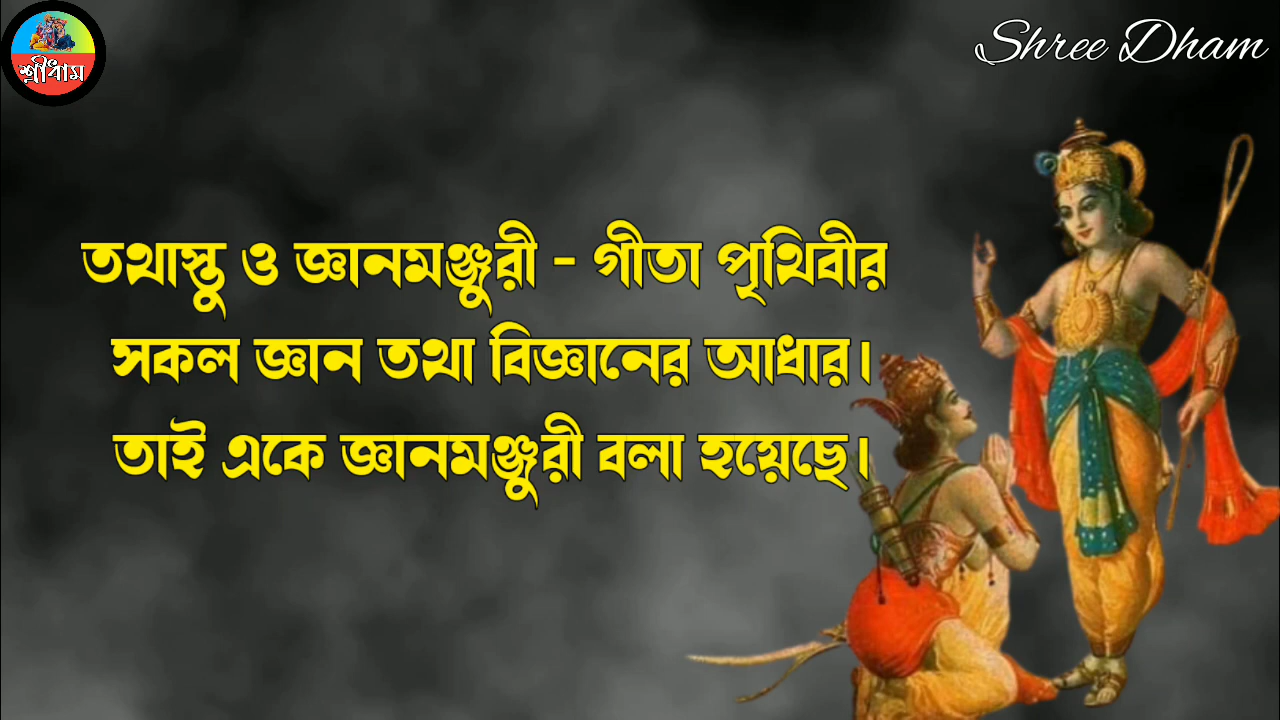 শ্রীধাম
Shree Dham
তথাস্তু ও জ্ঞানমঞ্জুরী - গীতা পৃথিবীর
সকল জ্ঞান তথা বিজ্ঞানের আধার।
তাই একে জ্ঞানমঞ্জুরী বলা হয়েছে।